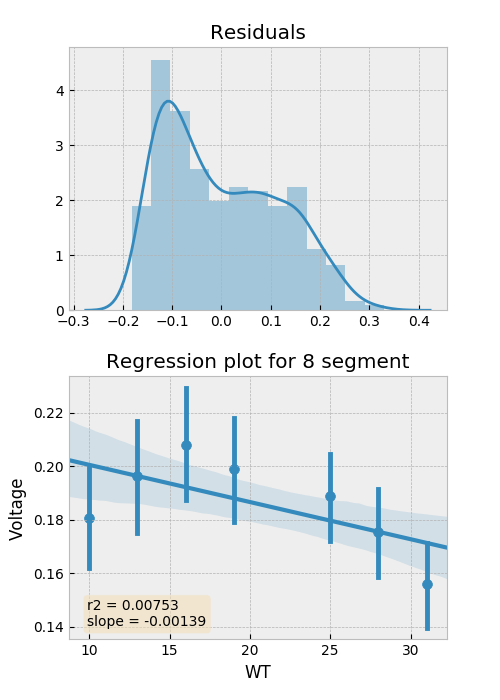 Residuals
4
3
2
1
0
−0.3 −0.2 −0.1 0.0 0.1 0.2 0.3 0.4
Regression plot for 8 segment
0.22
0.20
0.18
0.16
0.14
Voltage
r2 = 0.00753
slope = -0.00139
10 15 20 25 30
WT